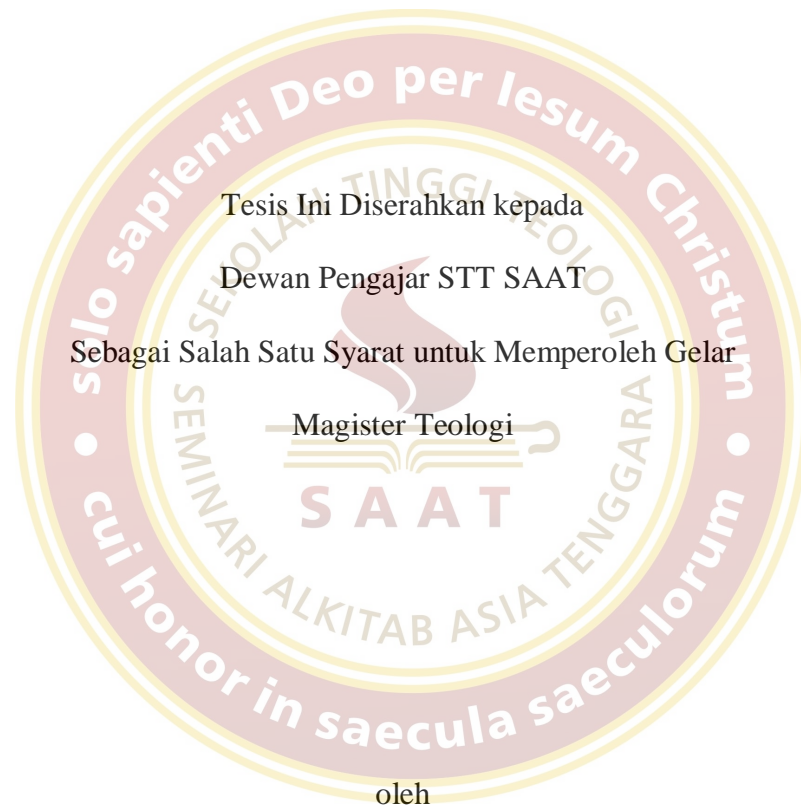 solo sapienti Deo per Iesum Christum
SEKOLAH TINGGI TEOLOGI
Tesis Ini Diserahkan kepada
Dewan Pengajar STT SAAT
Sebagai Salah Satu Syarat untuk Memperoleh Gelar
Magister Teologi
SAAT
SEMINARI ALKITAB ASIA TENGGARA
cui honor in saecula saeculorum
oleh